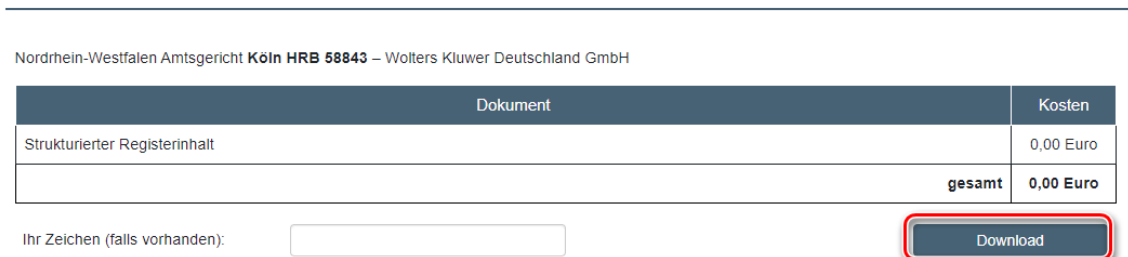 Nordrhein-Westfalen Amtsgericht Köln HRB 58843 – Wolters Kluwer Deutschland GmbH
Dokument Kosten
Strukturierter Registerinhalt 0,00 Euro
gesamt 0,00 Euro
Ihr Zeichen (falls vorhanden): Download